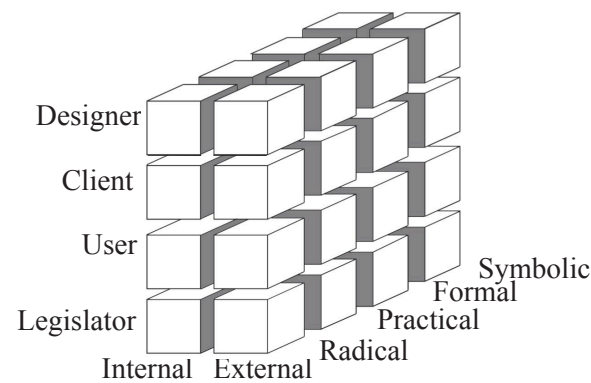 Designer
Client
User
Legislator
Internal External
Radical
Practical
Formal
Symbolic